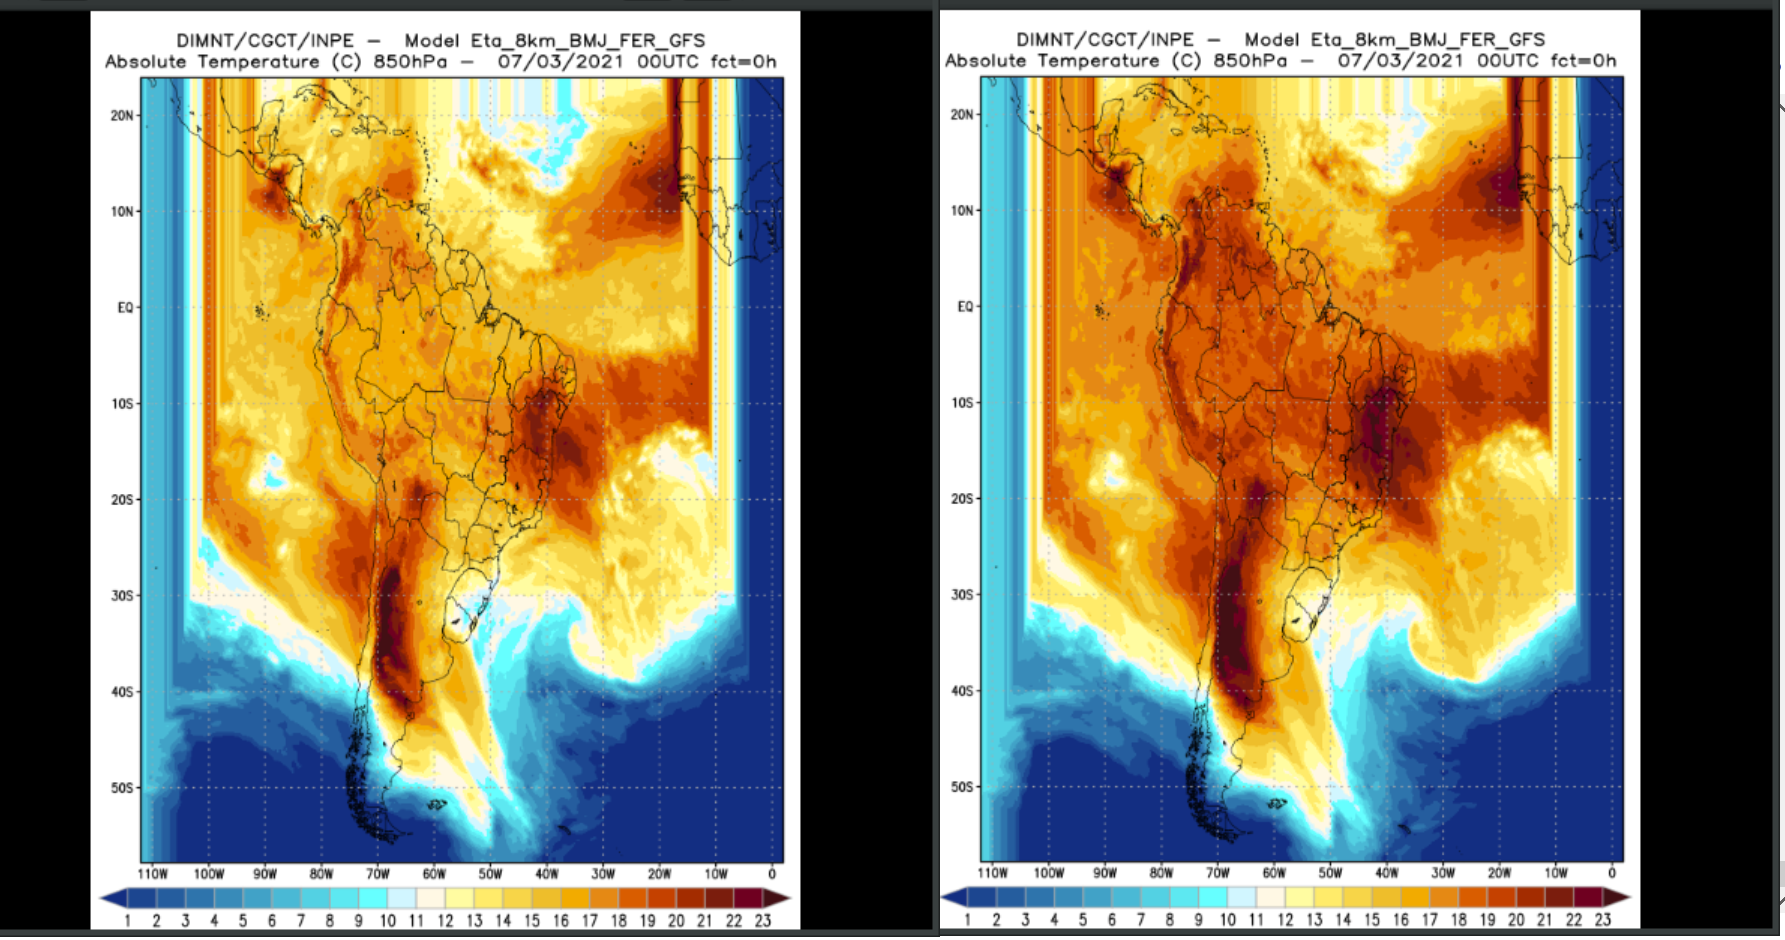 DIMNT/CGCT/INPE – Model Eta_8km_BMJ_FER_GFS
Absolute Temperature (C) 850hPa – 07/03/2021 00UTC fct=0h
20N
10N
EQ
10S
20S
30S
40S
50S
110W 100W 90W 80W 70W 60W 50W 40W 30W 20W 10W 0
1 2 3 4 5 6 7 8 9 10 11 12 13 14 15 16 17 18 19 20 21 22 23
DIMNT/CGCT/INPE – Model Eta_8km_BMJ_FER_GFS
Absolute Temperature (C) 850hPa – 07/03/2021 00UTC fct=0h
20N
10N
EQ
10S
20S
30S
40S
50S
110W 100W 90W 80W 70W 60W 50W 40W 30W 20W 10W 0
1 2 3 4 5 6 7 8 9 10 11 12 13 14 15 16 17 18 19 20 21 22 23